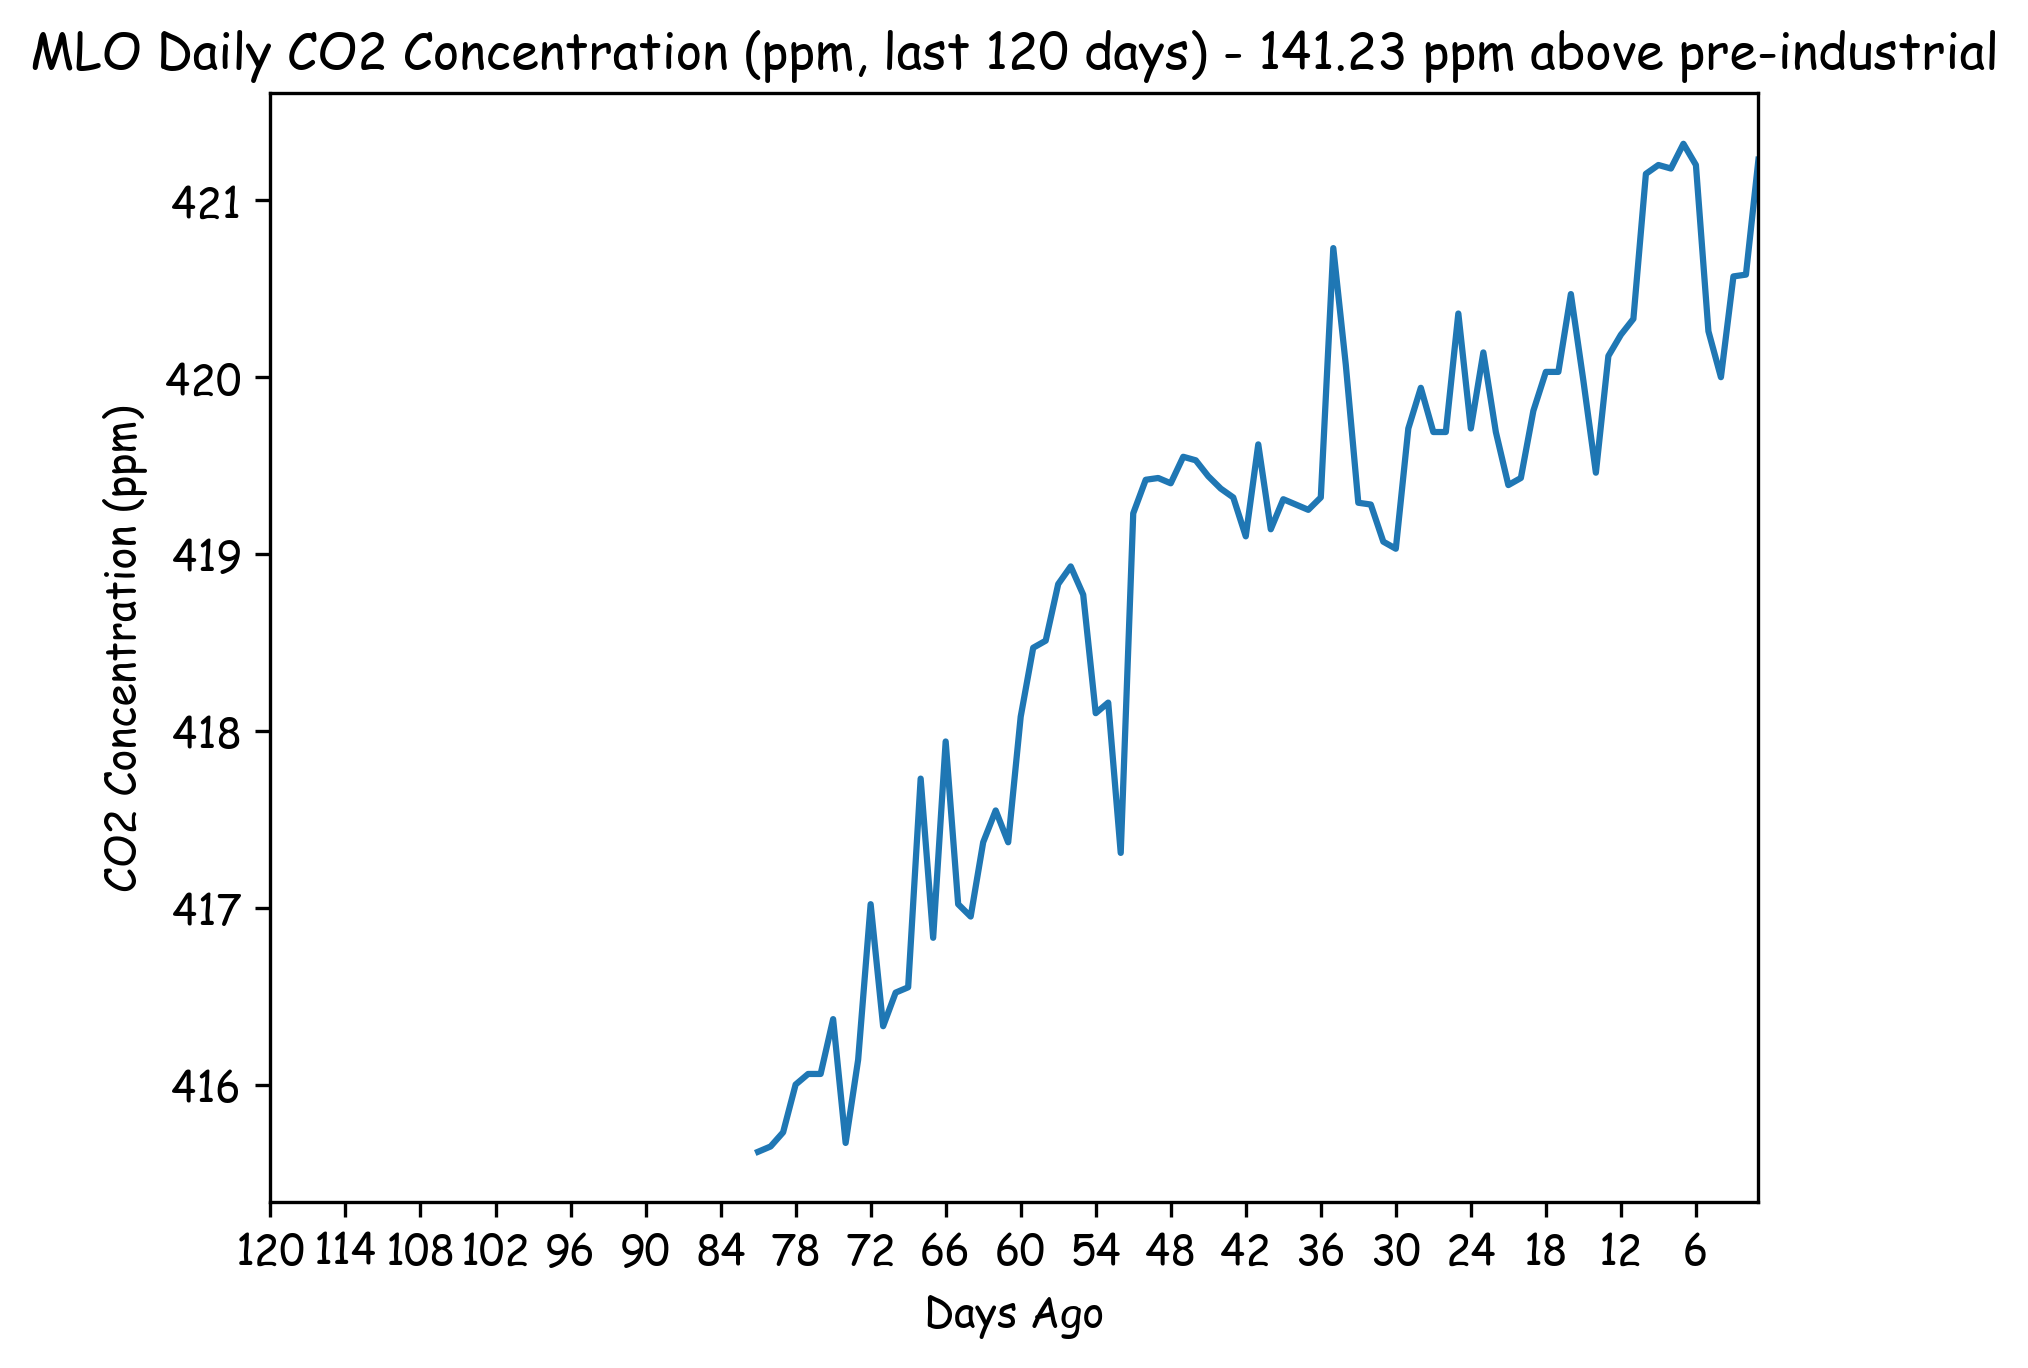 MLO Daily CO2 Concentration (ppm, last 120 days) - 141.23 ppm above pre-industrial
421
420
419
418
417
416
CO2 Concentration (ppm)
120 114 108 102 96 90 84 78 72 66 60 54 48 42 36 30 24 18 12 6
Days Ago